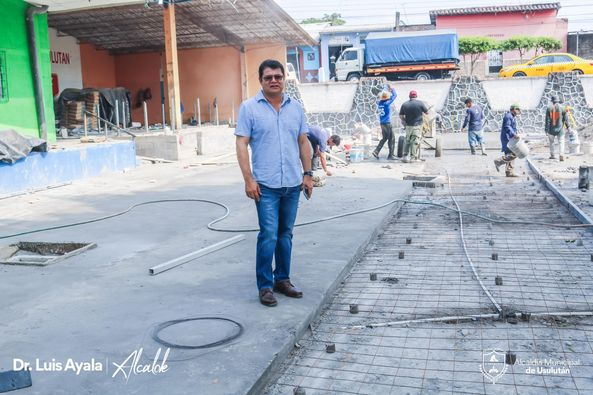 ULUTAN
Dr. Luis Ayala
Alcalde
Alcaldía Municipal
de Usulután